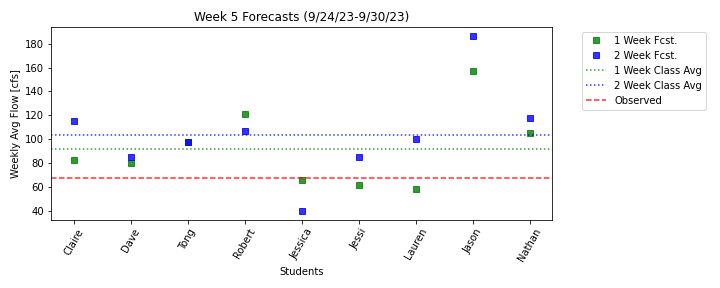 Week 5 Forecasts (9/24/23-9/30/23)
Weekly Avg Flow [cfs]
180
160
140
120
100
80
60
40
Claire
Dave
Tong
Robert
Jessica
Jessi
Lauren
Jason
Nathan
Students
1 Week Fcst.
2 Week Fcst.
1 Week Class Avg
2 Week Class Avg
Observed